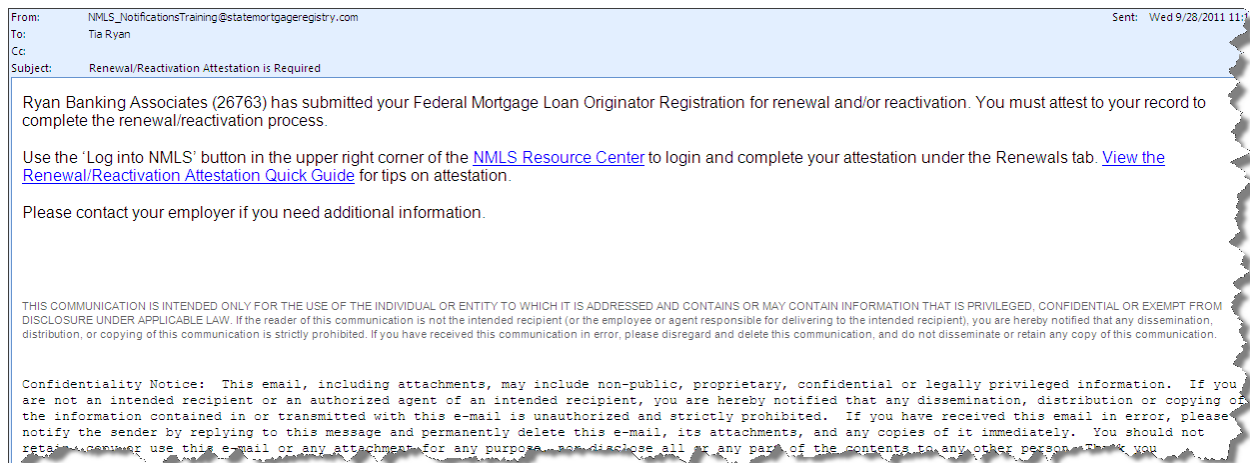 From: NMLS_NotificationsTraining@statemortgageregistry.com Sent: Wed 9/28/2011 11:
To: Tia Ryan
Cc:
Subject: Renewal/Reactivation Attestation is Required
Ryan Banking Associates (26763) has submitted your Federal Mortgage Loan Originator Registration for renewal and/or reactivation. You must attest to your record to
complete the renewal/reactivation process.
Use the ‘Log into NMLS’ button in the upper right corner of the NMLS Resource Center to login and complete your attestation under the Renewals tab. View the
Renewal/Reactivation Attestation Quick Guide for tips on attestation.
Please contact your employer if you need additional information.
THIS COMMUNICATION IS INTENDED ONLY FOR THE USE OF THE INDIVIDUAL OR ENTITY TO WHICH IT IS ADDRESSED AND CONTAINS OR MAY CONTAIN INFORMATION THAT IS PRIVILEGED, CONFIDENTIAL OR EXEMPT FROM
DISCLOSURE UNDER APPLICABLE LAW. If the reader of this communication is not the intended recipient (or the employee or agent responsible for delivering to the intended recipient), you are hereby notified that any dissemination,
distribution, or copying of this communication is strictly prohibited. If you have received this communication in error, please disregard and delete this communication, and do not disseminate or retain any copy of this communication.
Confidentiality Notice: This email, including attachments, may include non-public, proprietary, confidential or legally privileged information. If you
are not an intended recipient or an authorized agent of an intended recipient, you are hereby notified that any dissemination, distribution or copying of
the information contained in or transmitted with this e-mail is unauthorized and strictly prohibited. If you have received this email in error, please
notify the sender by replying to this message and permanently delete this e-mail, its attachments, and any copies of it immediately. You should not
retain, copy or use this e-mail or any attachment for any purpose, nor disclose all or any part of the contents to any other person. Thank you